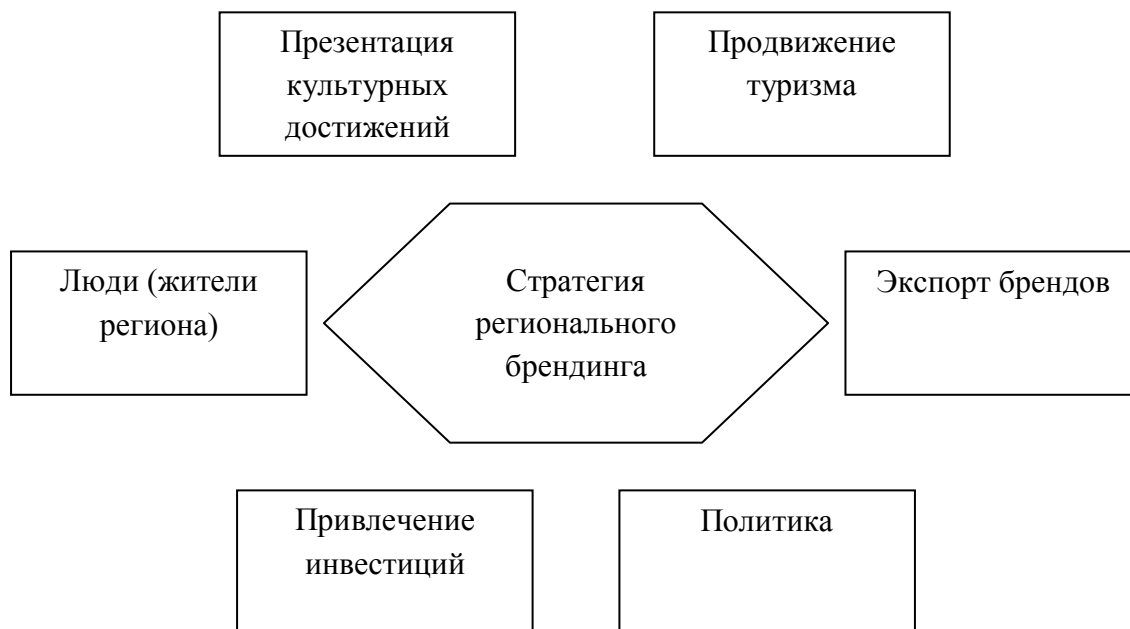 Презентация
культурных
достижений
Продвижение
туризма
Люди (жители
региона)
Стратегия
регионального
брендинга
Экспорт брендов
Привлечение
инвестиций
Политика